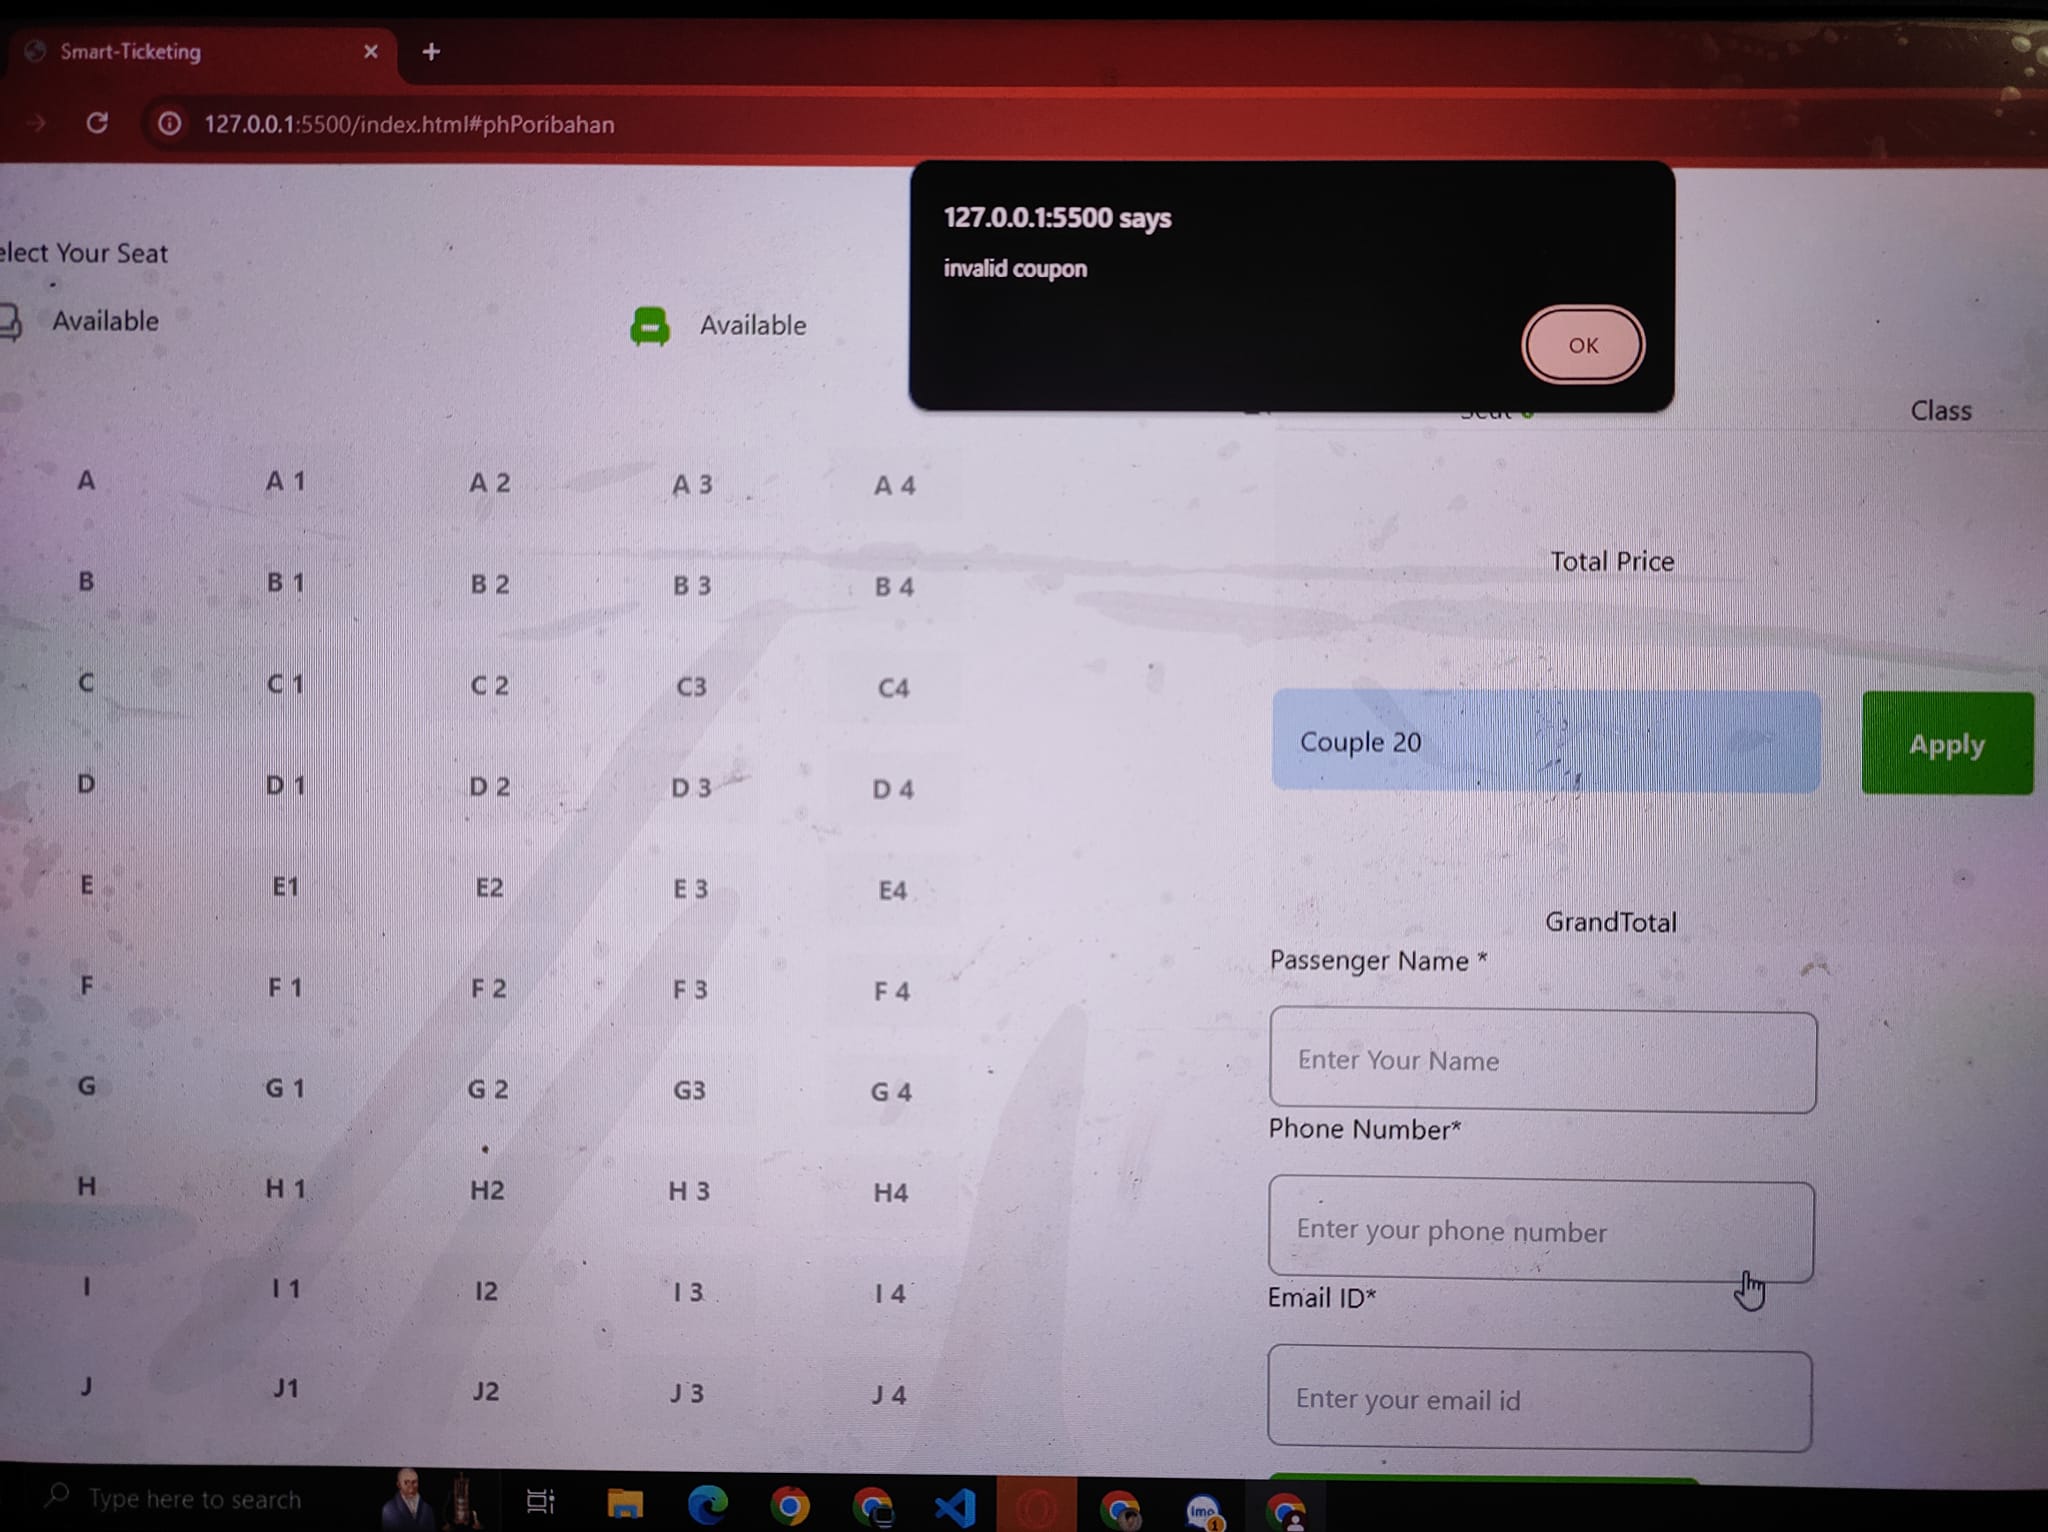 Smart-Ticketing
127.0.0.1:5500/index.html#phPoribahan
127.0.0.1:5500 says
invalid coupon
OK
elect Your Seat
Available
Available
Class
A A 1 A 2 A 3 A 4
B B 1 B 2 B 3 B 4
C C 1 C 2 C3 C4
D D 1 D 2 D 3 D 4
E E1 E2 E 3 E4
F F 1 F 2 F 3 F 4
G G 1 G 2 G3 G 4
H H 1 H2 H 3 H4
I I 1 I2 I 3 I 4
J J1 J2 J 3 J 4
Total Price
Couple 20
Apply
GrandTotal
Passenger Name *
Enter Your Name
Phone Number*
Enter your phone number
Email ID*
Enter your email id
Type here to search
imo
1